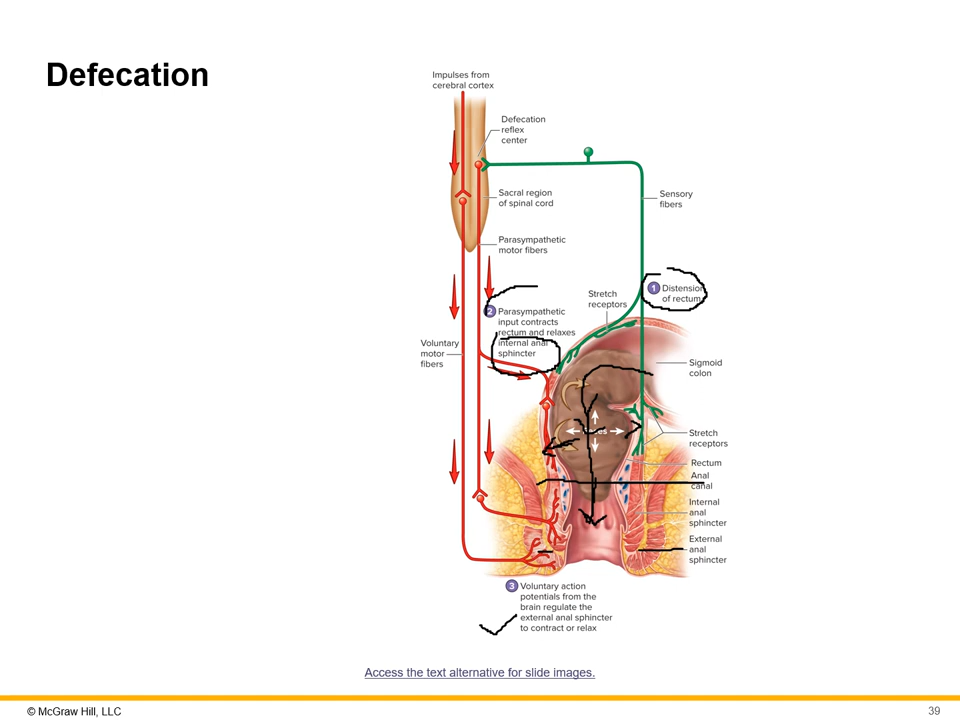 Defecation
Impulses from
cerebral cortex
Defecation
reflex
center
Sacral region
of spinal cord
Sensory
fibers
Parasympathetic
motor fibers
1 Distension
of rectum
Stretch
receptors
2 Parasympathetic
input contracts
rectum and relaxes
internal anal
sphincter
Voluntary
motor
fibers
Sigmoid
colon
Stretch
receptors
Rectum
Anal
canal
Internal
anal
sphincter
External
anal
sphincter
3 Voluntary action
potentials from the
brain regulate the
external anal sphincter
to contract or relax
Access the text alternative for slide images.
© McGraw Hill, LLC
39